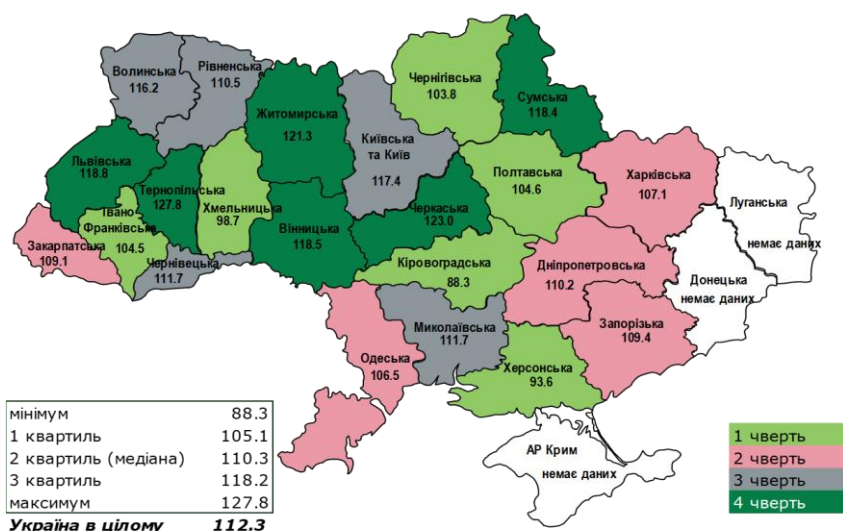 Волинська
116.2
Рівненська
110.5
Житомирська
121.3
Київська
та Київ
117.4
Чернігівська
103.8
Сумська
118.4
Львівська
118.8
Тернопільська
127.8
Хмельницька
98.7
Вінницька
118.5
Черкаська
123.0
Полтавська
104.6
Харківська
107.1
Луганська
немає даних
Закарпатська
109.1
Івано
Франківська
104.5
Чернівецька
111.7
Кіровоградська
88.3
Дніпропетровська
110.2
Донецька
немає даних
Одеська
106.5
Миколаївська
111.7
Запорізька
109.4
Херсонська
93.6
АР Крим
немає даних
мінімум 88.3
1 квартиль 105.1
2 квартиль (медіана) 110.3
3 квартиль 118.2
максимум 127.8
Україна в цілому 112.3
1 чверть
2 чверть
3 чверть
4 чверть